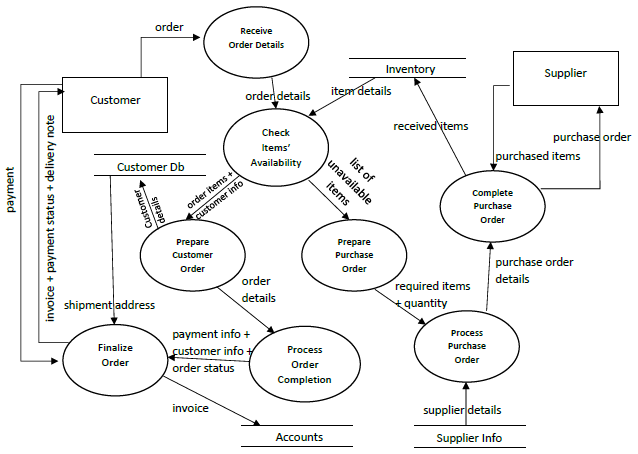 order
Receive
Order Details
Inventory
Supplier
Customer
order details
item details
received items
purchase order
purchased items
Check
Items'
Availability
list of
unavailable
items
Customer Db
order items +
customer info
Customer
details
payment
invoice + payment status + delivery note
Complete
Purchase
Order
Prepare
Customer
Order
Prepare
Purchase
Order
purchase order
details
order
details
required items
+ quantity
shipment address
payment info +
customer info +
order status
Finalize
Order
Process
Order
Completion
Process
Purchase
Order
invoice
supplier details
Accounts
Supplier Info